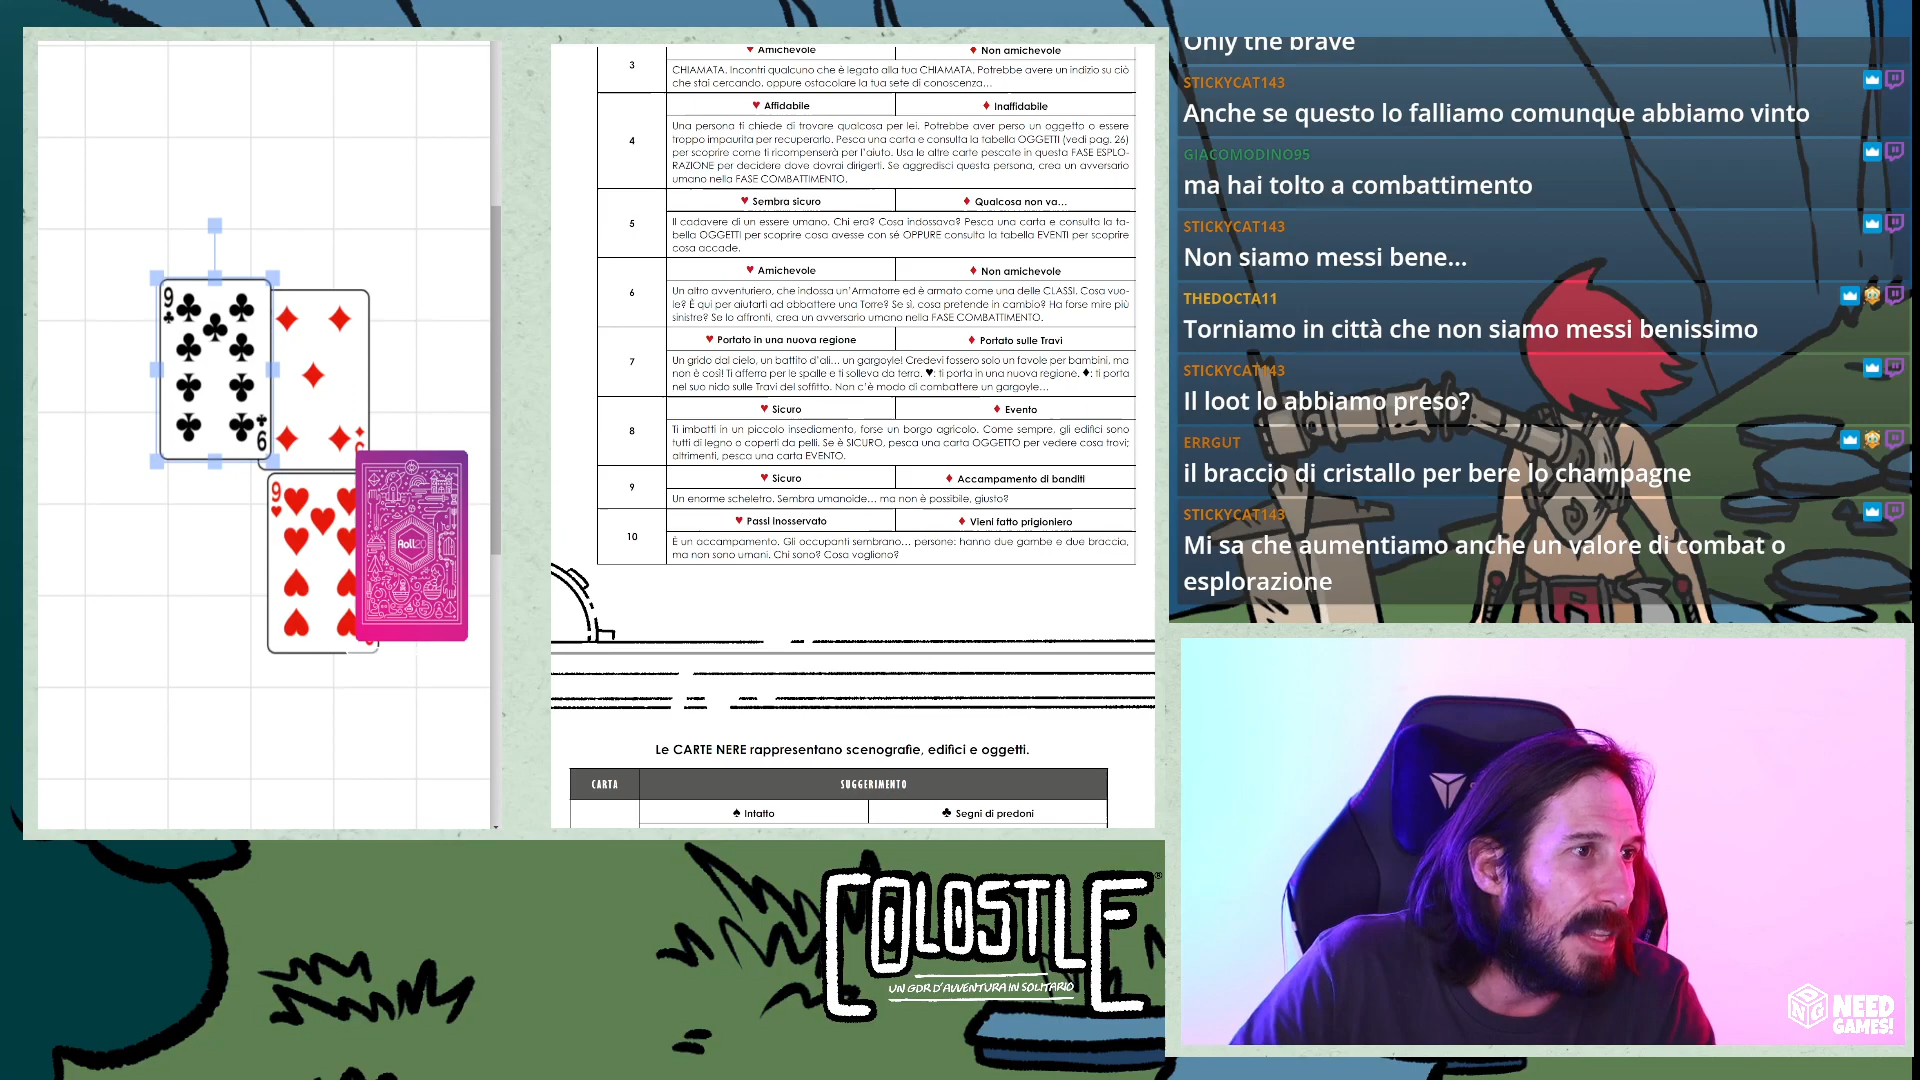 9
9
9
Roll20
3
♥ Amichevole
♦ Non amichevole
CHIAMATA. Incontri qualcuno che è legato alla tua CHIAMATA. Potrebbe avere un indizio su ciò
che stai cercando, oppure ostacolare la tua sete di conoscenza...
4
♥ Affidabile
♦ Inaffidabile
Una persona ti chiede di trovare qualcosa per lei. Potrebbe aver perso un oggetto o essere
troppo impaurita per recuperarlo. Pesca una carta e consulta la tabella OGGETTI (vedi pag. 26)
per scoprire come ti ricompenserà per l'aiuto. Usa le altre carte pescate in questa FASE ESPLO-
RAZIONE per decidere dove dovrai dirigerti. Se aggredisci questa persona, crea un avversario
umano nella FASE COMBATTIMENTO.
5
♥ Sembra sicuro
♦ Qualcosa non va...
Il cadavere di un essere umano. Chi era? Cosa indossava? Pesca una carta e consulta la ta-
bella OGGETTI per scoprire cosa avesse con sé OPPURE consulta la tabella EVENTI per scoprire
cosa accade.
6
♥ Amichevole
♦ Non amichevole
Un altro avventuriero, che indossa un'Armatorre ed è armato come una delle CLASSI. Cosa vuo-
le? È qui per aiutarti ad abbattere una Torre? Se sì, cosa pretende in cambio? Ha forse mire più
sinistre? Se lo affronti, crea un avversario umano nella FASE COMBATTIMENTO.
7
♥ Portato in una nuova regione
♦ Portato sulle Travi
Un grido dal cielo, un battito d'ali... un gargoyle! Credevi fossero solo un favole per bambini, ma
non è così! Ti afferra per le spalle e ti solleva da terra. ♥: ti porta in una nuova regione. ♦: ti porta
nel suo nido sulle Travi del soffitto. Non c'è modo di combattere un gargoyle...
8
♥ Sicuro
♦ Evento
Ti imbatti in un piccolo insediamento, forse un borgo agricolo. Come sempre, gli edifici sono
tutti di legno o coperti da pelli. Se è SICURO, pesca una carta OGGETTO per vedere cosa trovi;
altrimenti, pesca una carta EVENTO.
9
♥ Sicuro
♦ Accampamento di banditi
Un enorme scheletro. Sembra umanoide... ma non è possibile, giusto?
10
♥ Passi inosservato
♦ Vieni fatto prigioniero
È un accampamento. Gli occupanti sembrano... persone: hanno due gambe e due braccia,
ma non sono umani. Chi sono? Cosa vogliono?
Le CARTE NERE rappresentano scenografie, edifici e oggetti.
CARTA
SUGGERIMENTO
♠ Intatto
♣ Segni di predoni
Only the brave
STICKYCAT143
Anche se questo lo falliamo comunque abbiamo vinto
GIACOMODINO95
ma hai tolto a combattimento
STICKYCAT143
Non siamo messi bene...
THEDOCTA11
Torniamo in città che non siamo messi benissimo
STICKYCAT143
Il loot lo abbiamo preso?
ERRGUT
il braccio di cristallo per bere lo champagne
STICKYCAT143
Mi sa che aumentiamo anche un valore di combat o
esplorazione
COLOSTLE®
UN GDR D'AVVENTURA IN SOLITARIO
DNG
NEED
GAMES!